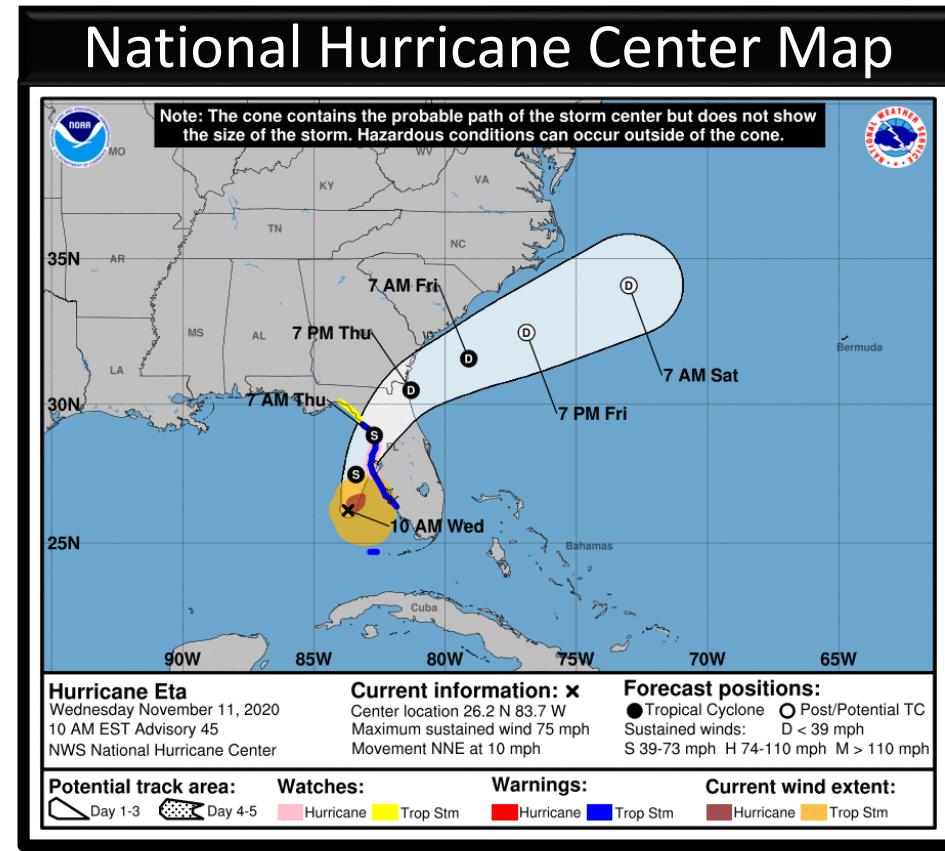 National Hurricane Center Map
Note: The cone contains the probable path of the storm center but does not show
the size of the storm. Hazardous conditions can occur outside of the cone.
NOAA
NATIONAL WEATHER SERVICE
MO
WV
KY
VA
TN
NC
35N
AR
7 AM Fri
7 PM Thu
MS
AL
Bermuda
LA
7 AM Sat
30N
7 AM Thu
7 PM Fri
FL
S
S
D
D
D
D
10 AM Wed
25N
Bahamas
Cuba
90W
85W
80W
75W
70W
65W
Hurricane Eta
Wednesday November 11, 2020
10 AM EST Advisory 45
NWS National Hurricane Center
Current information: ×
Center location 26.2 N 83.7 W
Maximum sustained wind 75 mph
Movement NNE at 10 mph
Forecast positions:
Tropical Cyclone Post/Potential TC
Sustained winds: D < 39 mph
S 39-73 mph H 74-110 mph M > 110 mph
Potential track area:
Day 1-3 Day 4-5
Watches:
Hurricane Trop Stm
Warnings:
Hurricane Trop Stm
Current wind extent:
Hurricane Trop Stm